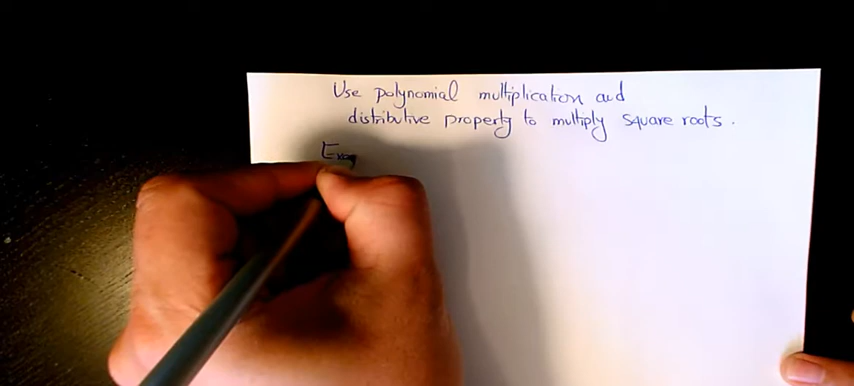 Use polynomial multiplication and
distributive property to multiply square roots.